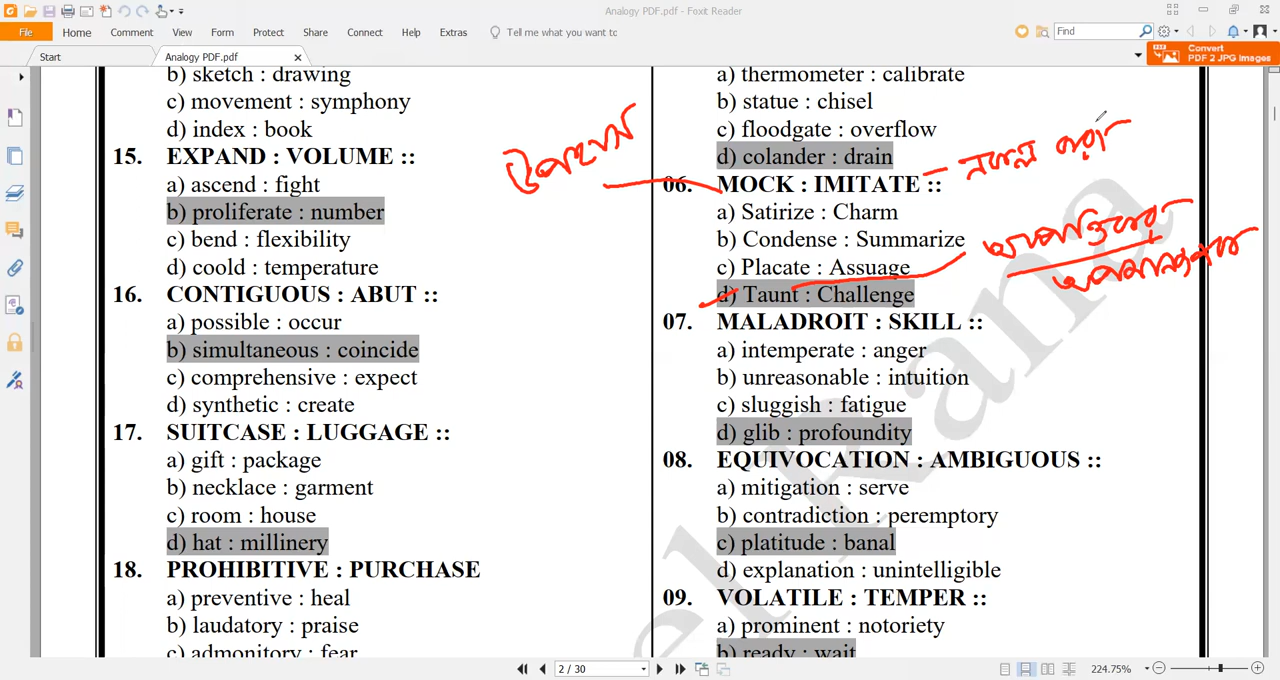 Analogy PDF.pdf - Foxit Reader
File Home Comment View Form Protect Share Connect Help Extras Tell me what you want tc Find
Start Analogy PDF.pdf
Convert
PDF 2 JPG Images
b) sketch : drawing
c) movement : symphony
d) index : book
15. EXPAND : VOLUME ::
a) ascend : fight
b) proliferate : number
c) bend : flexibility
d) coold : temperature
16. CONTIGUOUS : ABUT ::
a) possible : occur
b) simultaneous : coincide
c) comprehensive : expect
d) synthetic : create
17. SUITCASE : LUGGAGE ::
a) gift : package
b) necklace : garment
c) room : house
d) hat : millinery
18. PROHIBITIVE : PURCHASE
a) preventive : heal
b) laudatory : praise
c) admonitory : fear
a) thermometer : calibrate
b) statue : chisel
c) floodgate : overflow
d) colander : drain
উপহাস
06. MOCK : IMITATE :: - নকল করা
a) Satirize : Charm
b) Condense : Summarize
c) Placate : Assuage
d) Taunt : Challenge
07. MALADROIT : SKILL ::
a) intemperate : anger
b) unreasonable : intuition
c) sluggish : fatigue
d) glib : profoundity
08. EQUIVOCATION : AMBIGUOUS ::
a) mitigation : serve
b) contradiction : peremptory
c) platitude : banal
d) explanation : unintelligible
09. VOLATILE : TEMPER ::
a) prominent : notoriety
b) ready : wait
el Rana
2 / 30
224.75%